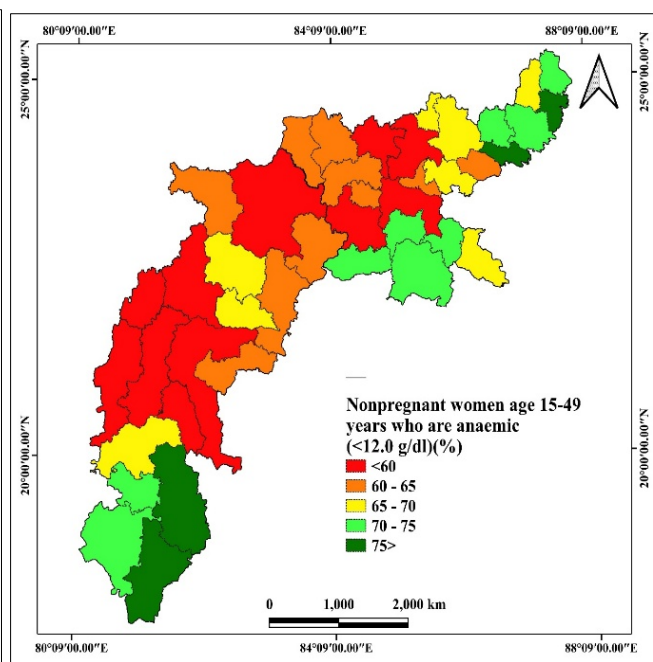 80°09'00.00"E 84°09'00.00"E 88°09'00.00"E
25°00'00.00"N
25°00'00.00"N
Nonpregnant women age 15-49
years who are anaemic
(<12.0 g/dl)(%)
<60
60 - 65
65 - 70
70 - 75
75>
20°00'00.00"N
20°00'00.00"N
0 1,000 2,000 km
80°09'00.00"E 84°09'00.00"E 88°09'00.00"E